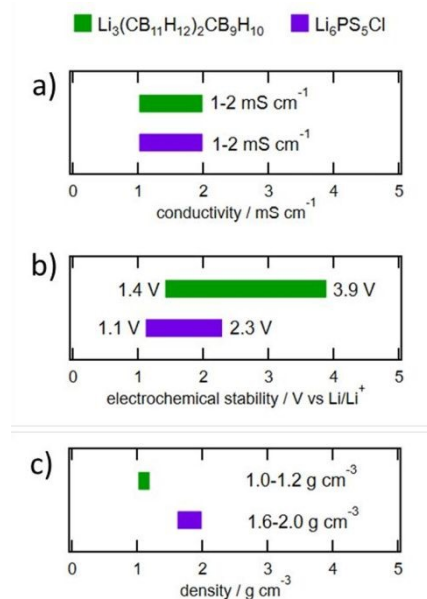 Li₃(CB₁₁H₁₂)₂CB₉H₁₀ Li₆PS₅Cl
a)
1-2 mS cm⁻¹
1-2 mS cm⁻¹
0 1 2 3 4 5
conductivity / mS cm⁻¹
b)
1.4 V 3.9 V
1.1 V 2.3 V
0 1 2 3 4 5
electrochemical stability / V vs Li/Li⁺
c)
1.0-1.2 g cm⁻³
1.6-2.0 g cm⁻³
0 1 2 3 4 5
density / g cm⁻³